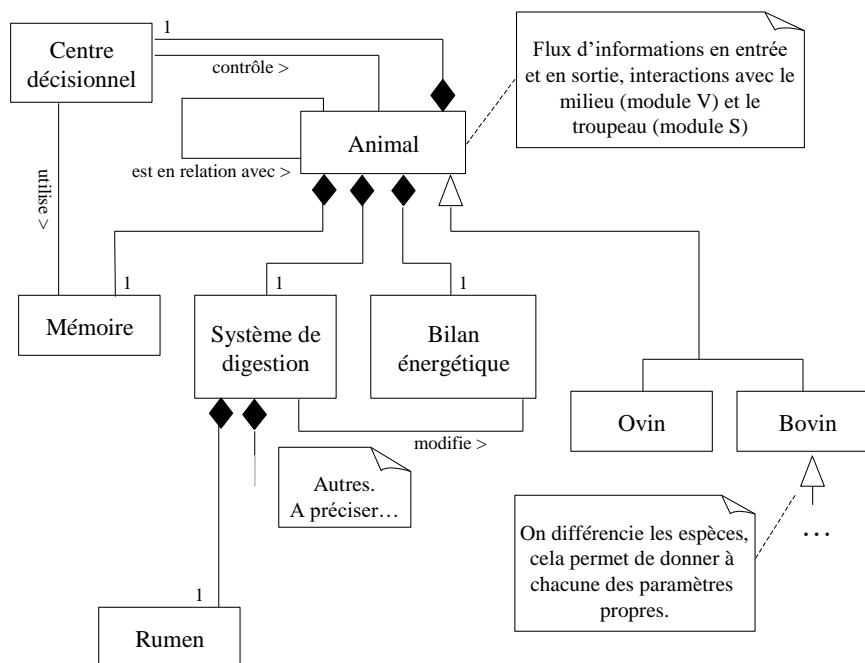 1
Centre
décisionnel
contrôle >
Flux d’informations en entrée
et en sortie, interactions avec le
milieu (module V) et le
troupeau (module S)
Animal
est en relation avec >
utilise >
1
1
1
Mémoire
Système de
digestion
Bilan
énergétique
Ovin
Bovin
modifie >
Autres.
A préciser…
On différencie les espèces,
cela permet de donner à
chacune des paramètres
propres.
…
1
Rumen